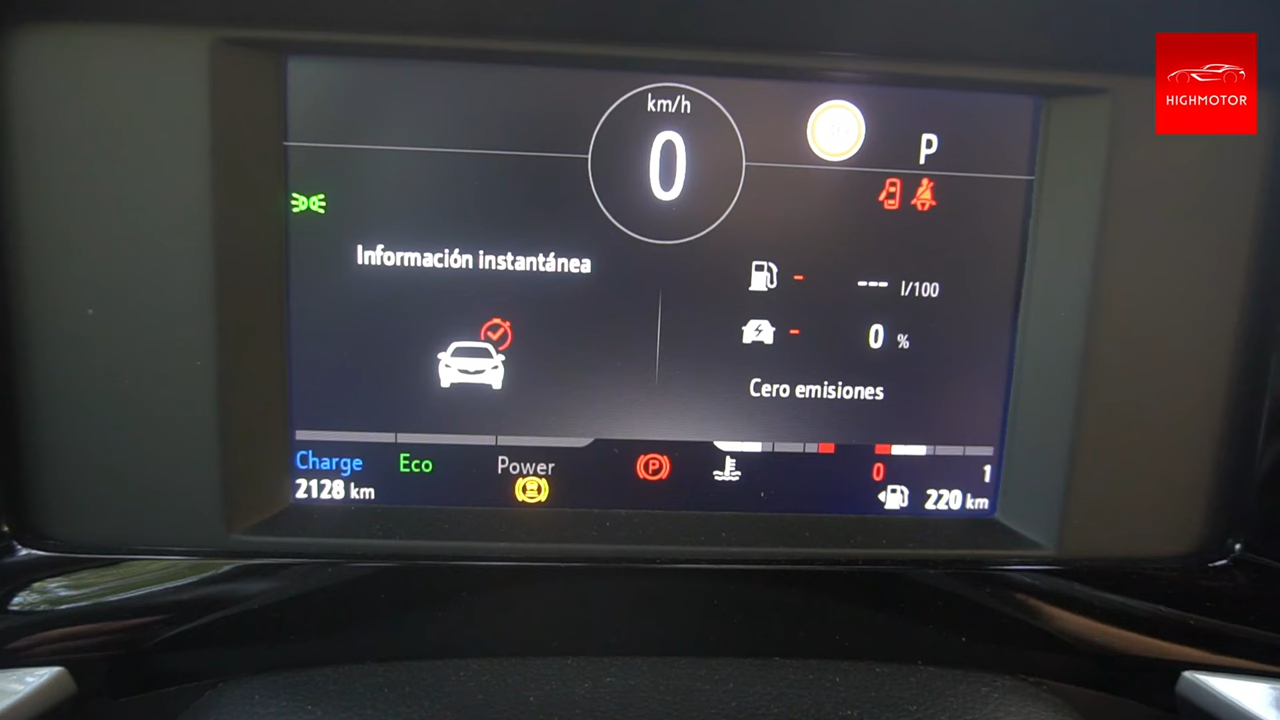 km/h
0
P
HIGHMOTOR
Información instantánea
- --- l/100
- 0 %
Cero emisiones
Charge Eco Power
P
0 1
2128 km
220 km